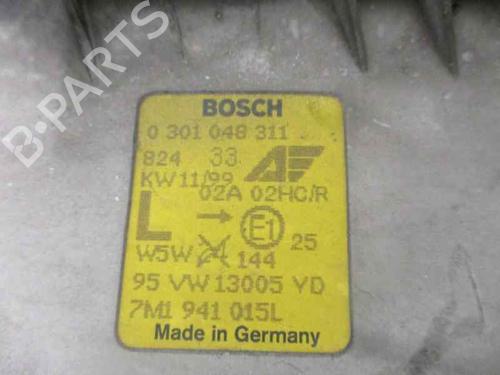 B-PARTS
BOSCH
0 301 048 311
824 33
KW 11/99
02A 02HC/R
L → E1 25
W5W 144
95 VW 13005 YD
7M1 941 015L
Made in Germany